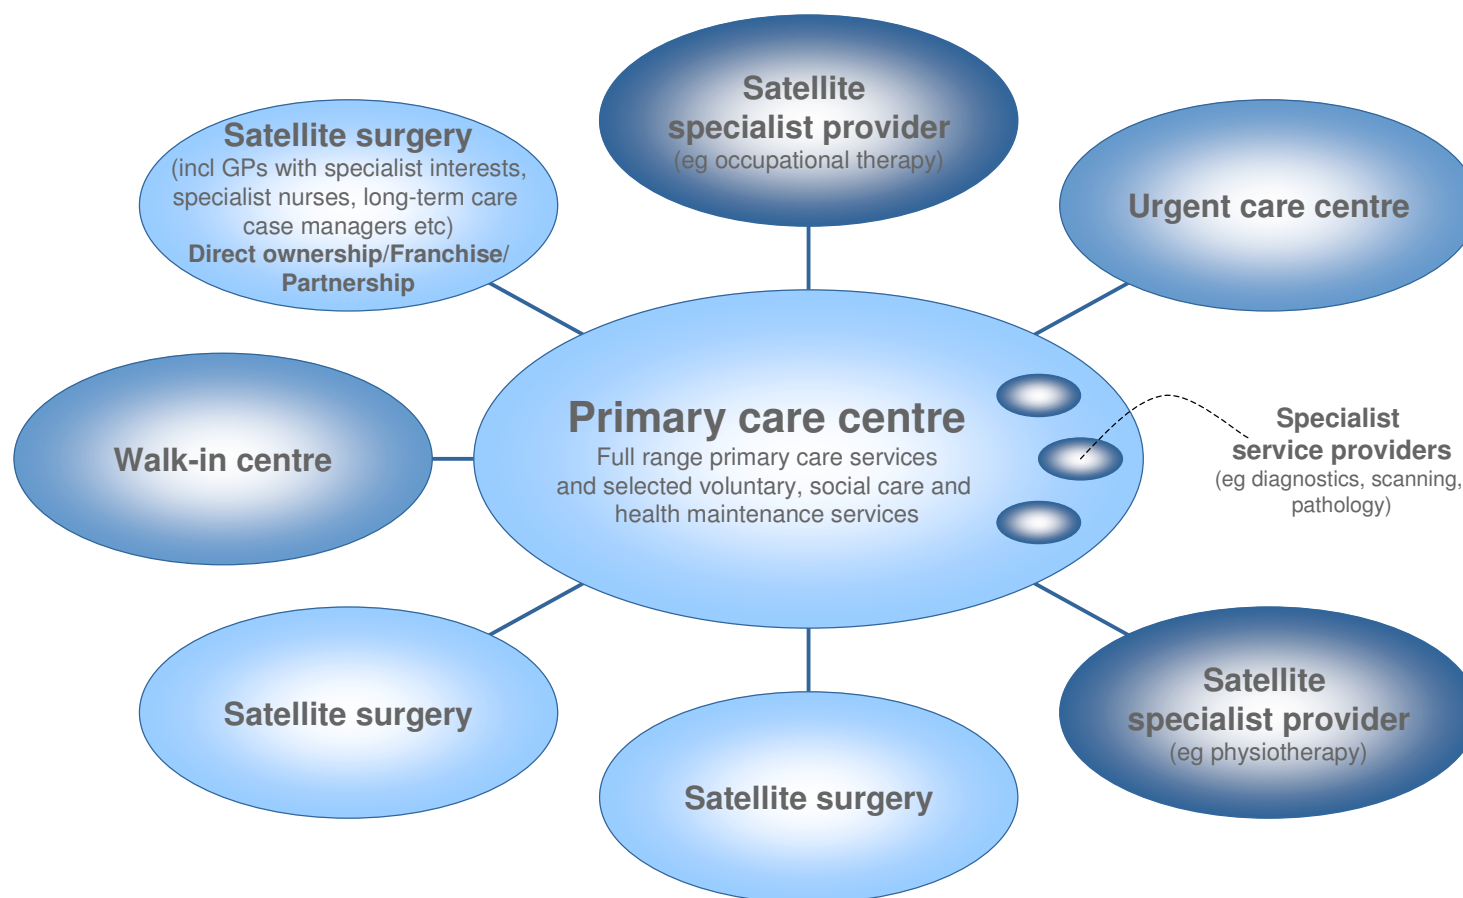 Satellite
specialist provider
(eg occupational therapy)
Satellite surgery
(incl GPs with specialist interests,
specialist nurses, long-term care
case managers etc)
Direct ownership/Franchise/
Partnership
Urgent care centre
Primary care centre
Full range primary care services
and selected voluntary, social care and
health maintenance services
Specialist
service providers
(eg diagnostics, scanning,
pathology)
Walk-in centre
Satellite surgery
Satellite surgery
Satellite
specialist provider
(eg physiotherapy)